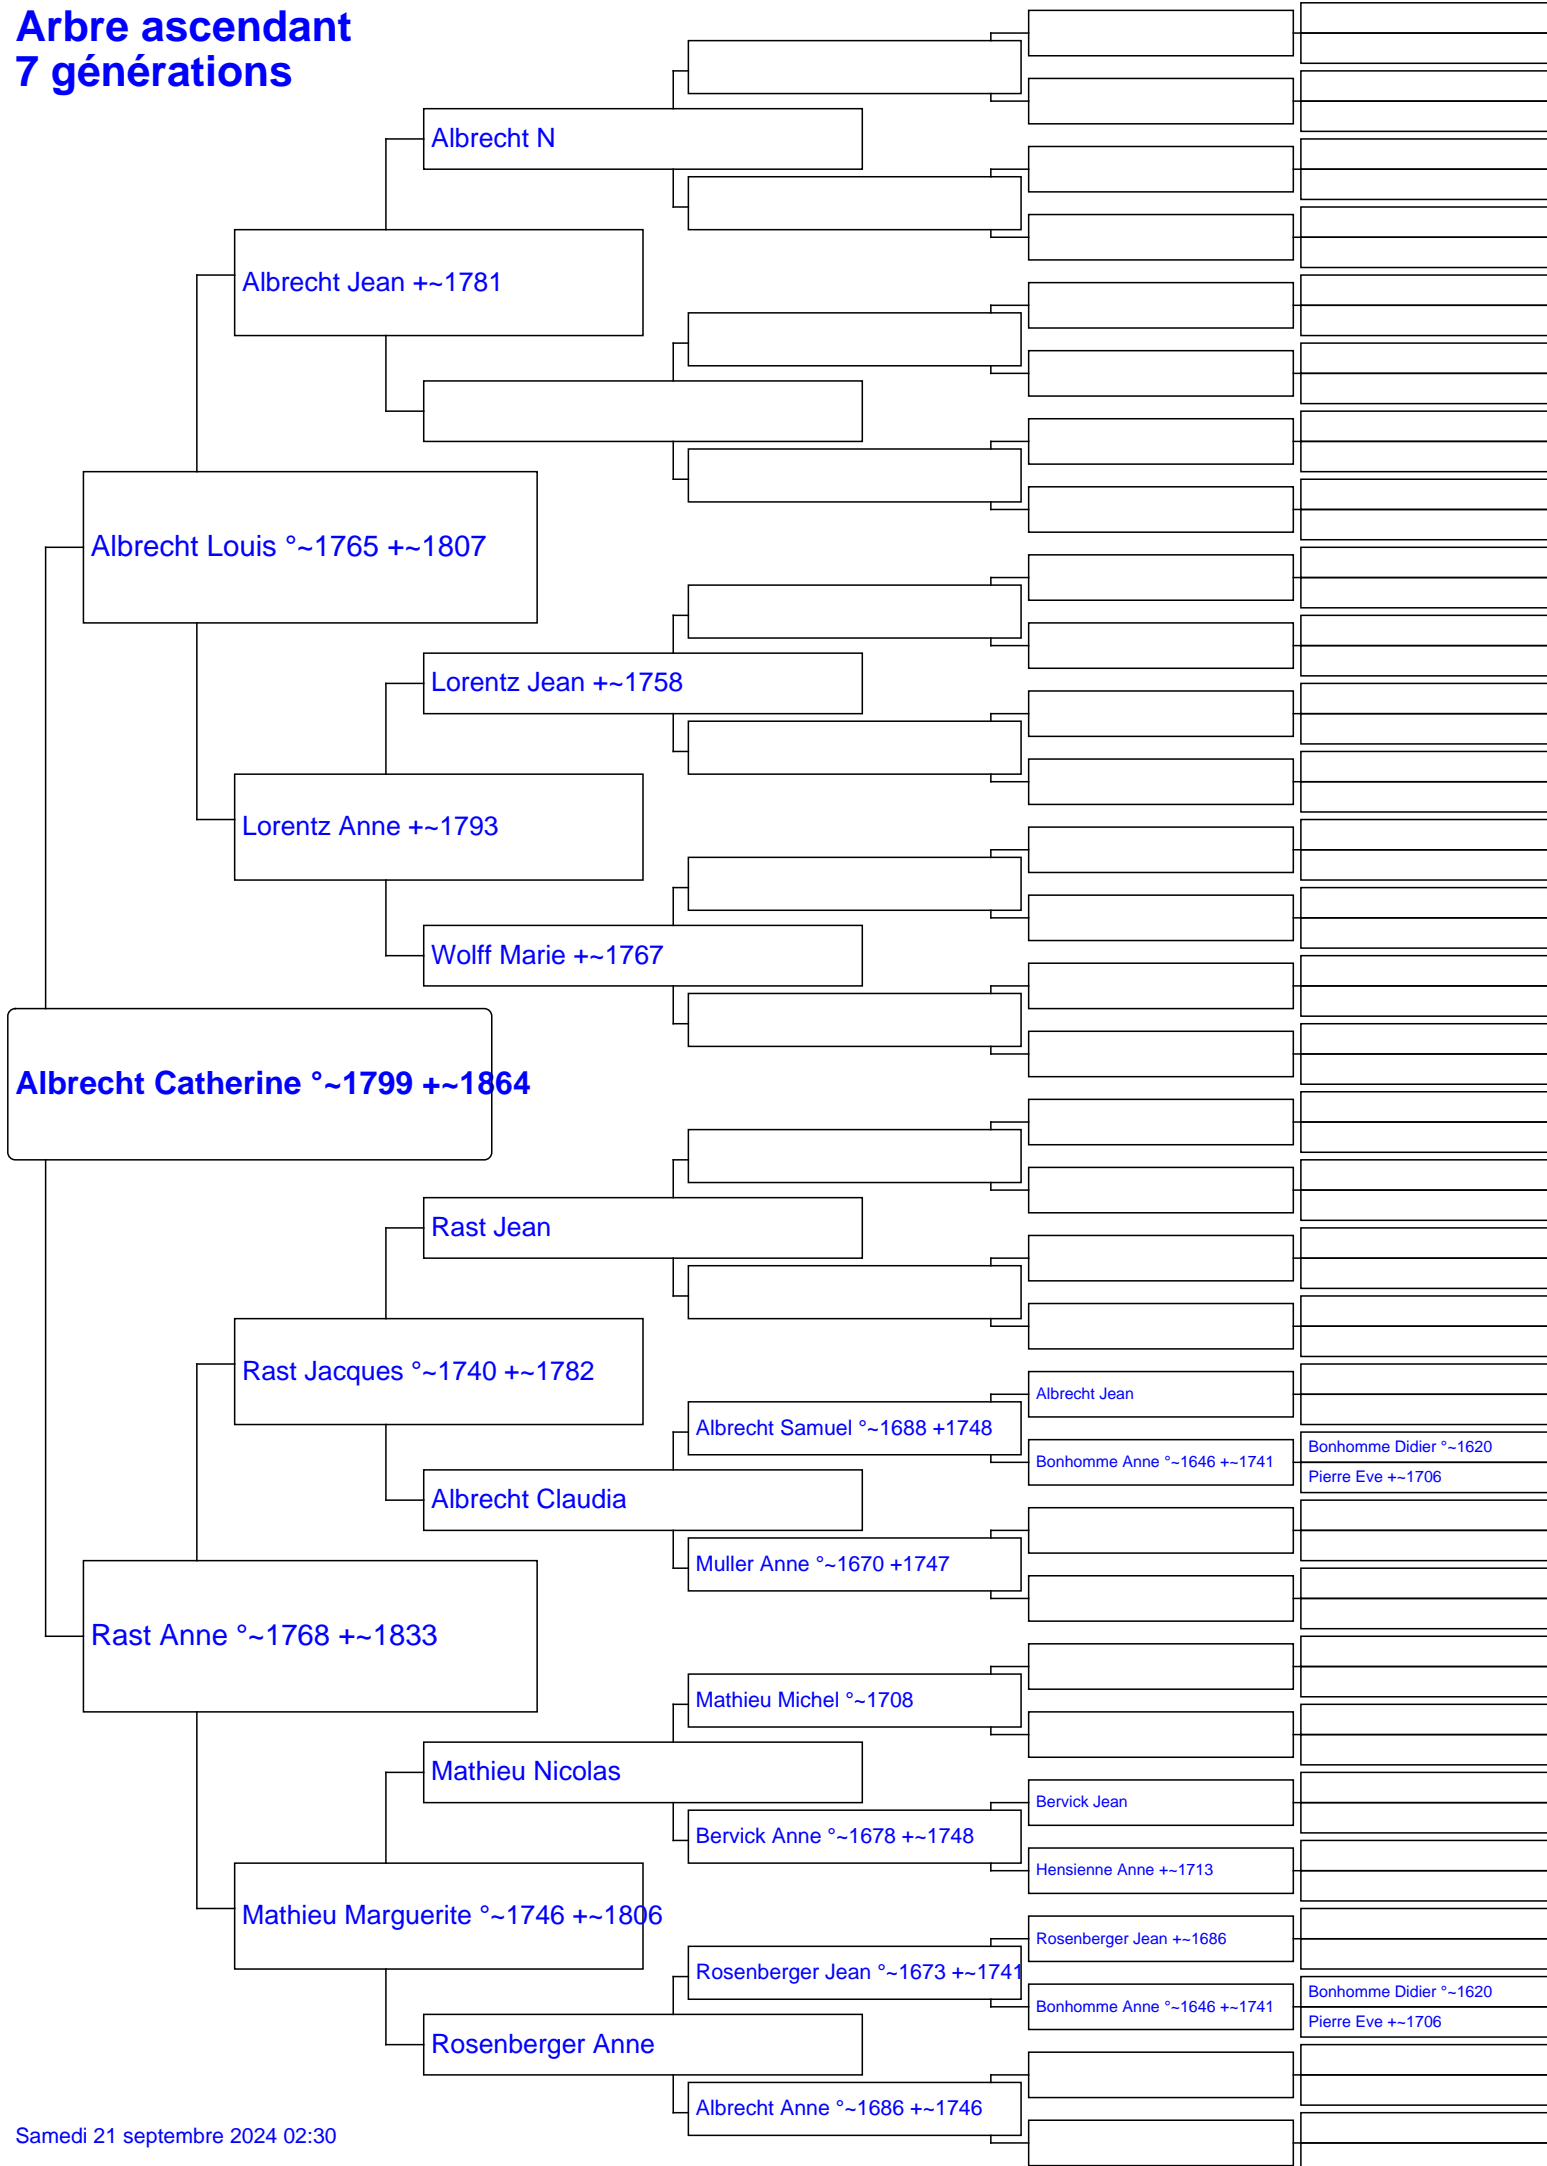 Arbre ascendant
7 générations
Albrecht N
Albrecht Jean +~1781
Albrecht Louis °~1765 +~1807
Lorentz Jean +~1758
Lorentz Anne +~1793
Wolff Marie +~1767
Albrecht Catherine °~1799 +~1864
Rast Jean
Rast Jacques °~1740 +~1782
Albrecht Jean
Albrecht Samuel °~1688 +1748
Bonhomme Didier °~1620
Bonhomme Anne °~1646 +~1741
Pierre Eve +~1706
Albrecht Claudia
Muller Anne °~1670 +1747
Rast Anne °~1768 +~1833
Mathieu Michel °~1708
Mathieu Nicolas
Bervick Jean
Bervick Anne °~1678 +~1748
Hensienne Anne +~1713
Mathieu Marguerite °~1746 +~1806
Rosenberger Jean +~1686
Rosenberger Jean °~1673 +~1741
Bonhomme Didier °~1620
Bonhomme Anne °~1646 +~1741
Pierre Eve +~1706
Rosenberger Anne
Albrecht Anne °~1686 +~1746
Samedi 21 septembre 2024 02:30